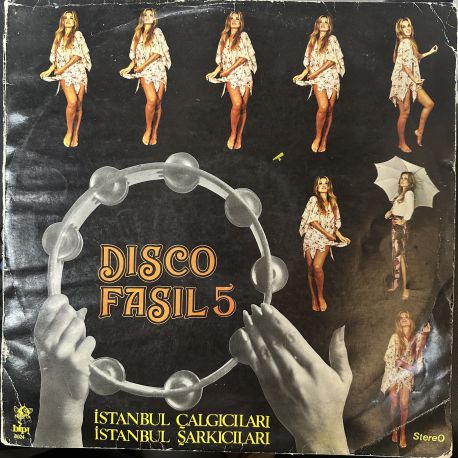 DISCO
FASIL 5
İSTANBUL ÇALGICILARI
İSTANBUL ŞARKICILARI
StereO